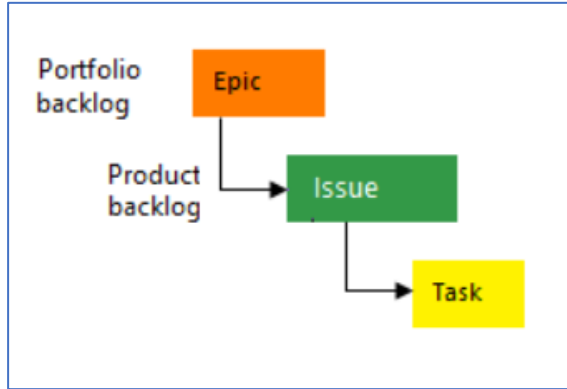 Portfolio
backlog
Epic
Product
backlog
Issue
Task